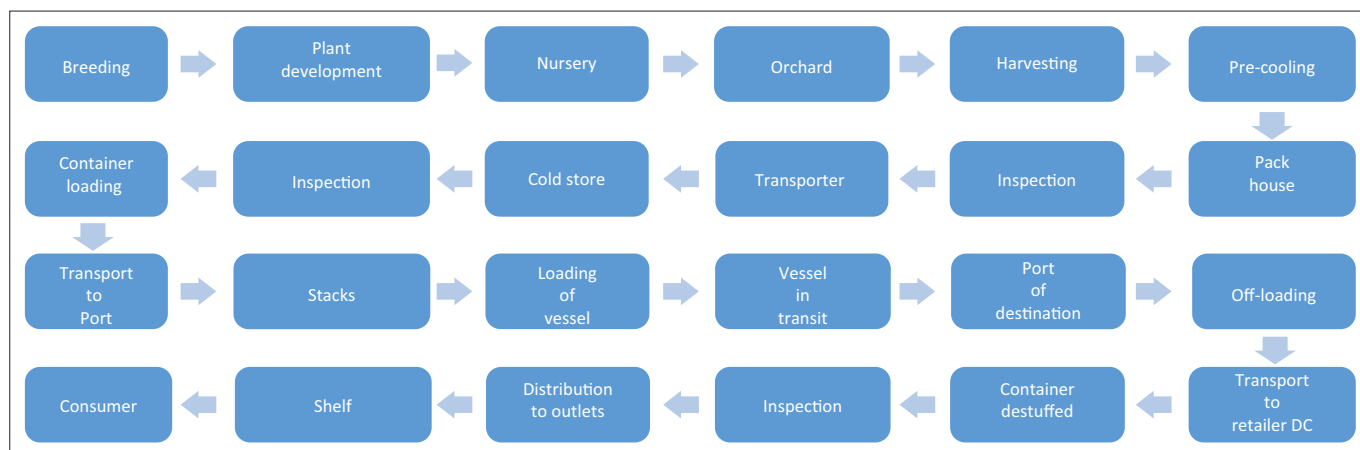 Breeding
Plant
development
Nursery
Orchard
Harvesting
Pre-cooling
Pack
house
Inspection
Transporter
Cold store
Inspection
Container
loading
Transport
to
Port
Stacks
Loading
of
vessel
Vessel
in
transit
Port
of
destination
Off-loading
Transport
to
retailer DC
Container
destuffed
Inspection
Distribution
to outlets
Shelf
Consumer